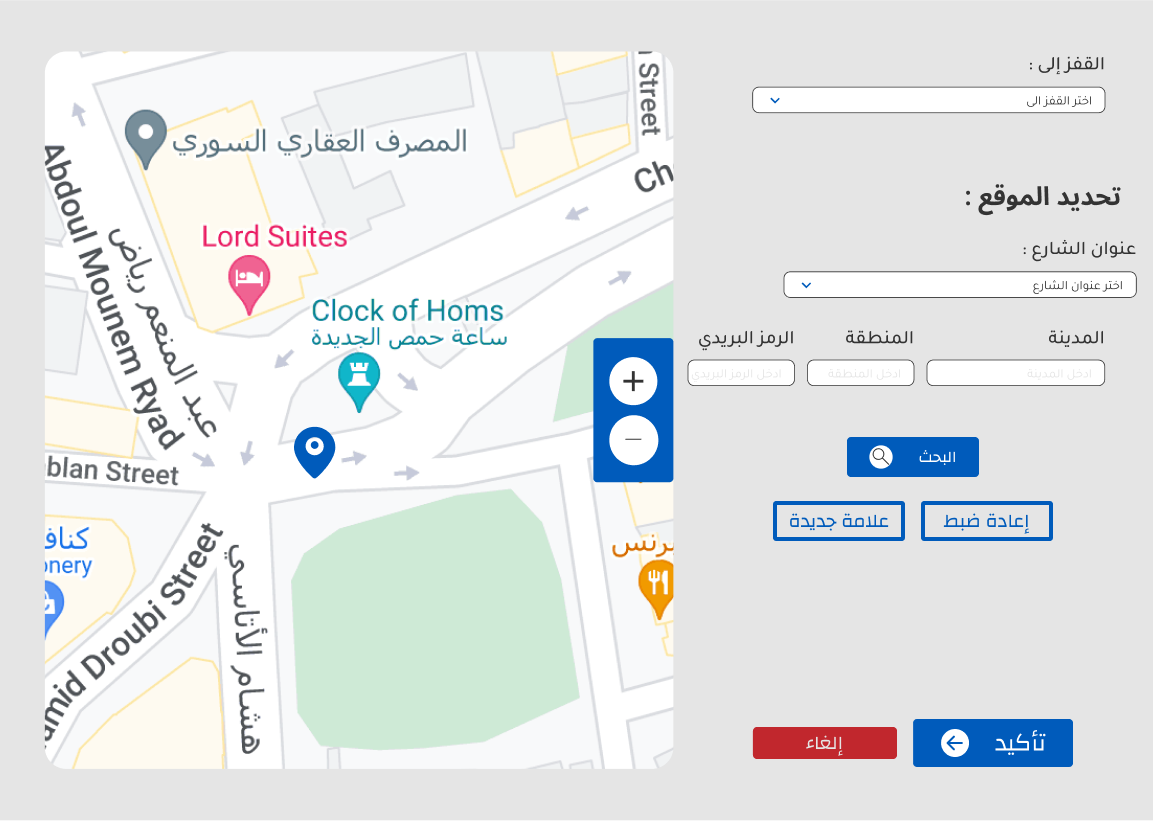 القفز إلى :
اختر القفز الى
تحديد الموقع :
عنوان الشارع :
اختر عنوان الشارع
المدينة
المنطقة
الرمز البريدي
ادخل المدينة
ادخل المنطقة
ادخل الرمز البريدي
البحث
إعادة ضبط
علامة جديدة
تأكيد
إلغاء
المصرف العقاري السوري
Street
Ch
Abdoul Mounem Ryad
عبد المنعم رياض
Lord Suites
Clock of Homs
ساعة حمص الجديدة
+
−
blan Street
كناف
onery
برنس
amid Droubi Street
هشام الأتاسي